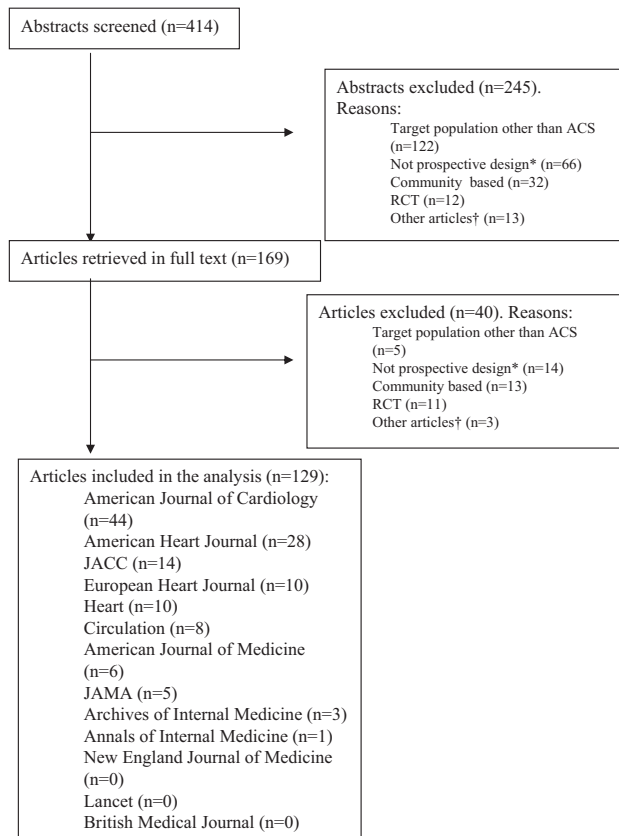 Abstracts screened (n=414)
Abstracts excluded (n=245).
Reasons:
Target population other than ACS
(n=122)
Not prospective design* (n=66)
Community based (n=32)
RCT (n=12)
Other articles† (n=13)
Articles retrieved in full text (n=169)
Articles excluded (n=40). Reasons:
Target population other than ACS
(n=5)
Not prospective design* (n=14)
Community based (n=13)
RCT (n=11)
Other articles† (n=3)
Articles included in the analysis (n=129):
American Journal of Cardiology
(n=44)
American Heart Journal (n=28)
JACC (n=14)
European Heart Journal (n=10)
Heart (n=10)
Circulation (n=8)
American Journal of Medicine
(n=6)
JAMA (n=5)
Archives of Internal Medicine (n=3)
Annals of Internal Medicine (n=1)
New England Journal of Medicine
(n=0)
Lancet (n=0)
British Medical Journal (n=0)